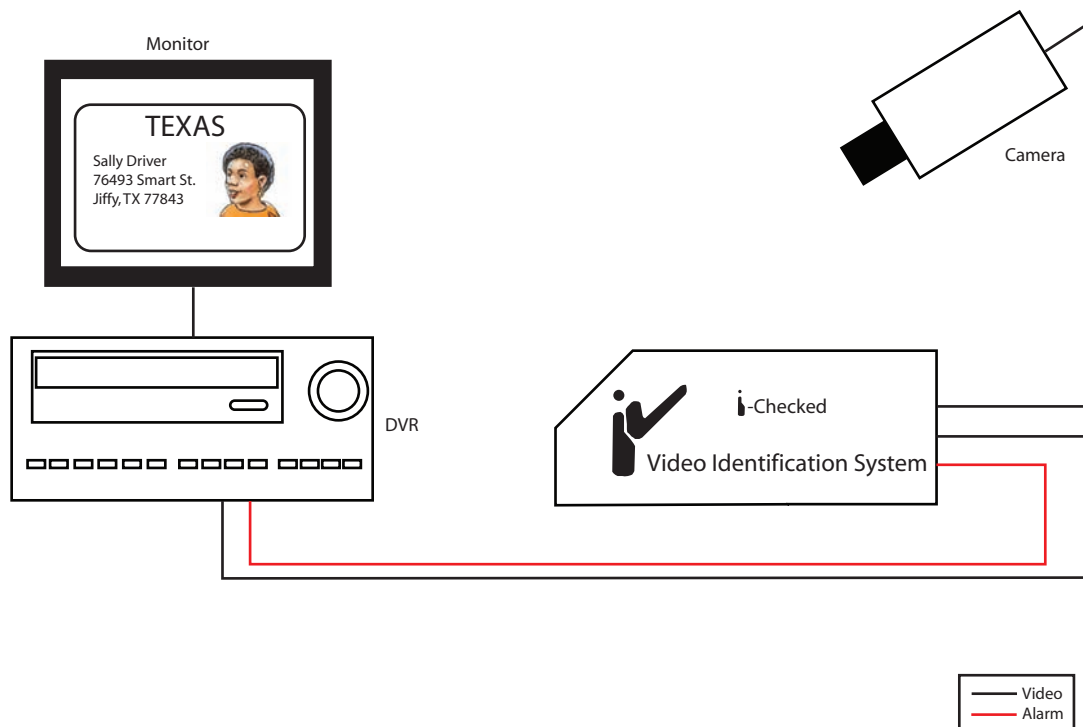 Monitor
TEXAS
Sally Driver
76493 Smart St.
Jiffy, TX 77843
Camera
DVR
i-Checked
Video Identification System
Video
Alarm